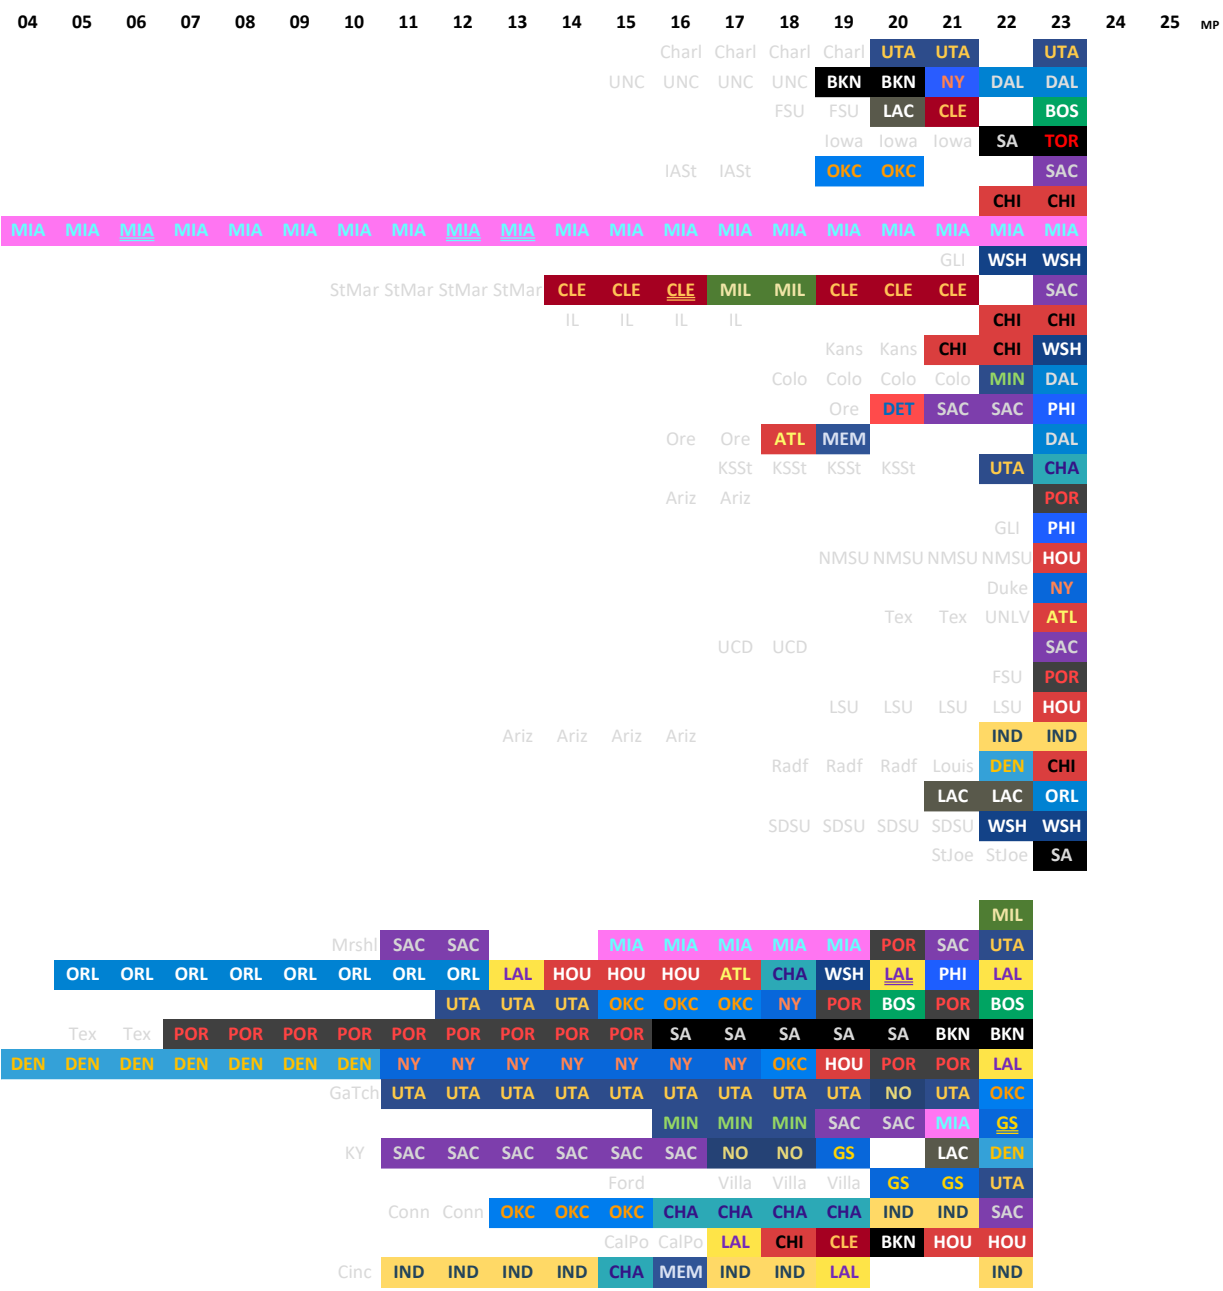 04 05 06 07 08 09 10 11 12 13 14 15 16 17 18 19 20 21 22 23 24 25 MP
Charl Charl Charl Charl UTA UTA UTA
UNC UNC UNC UNC BKN BKN NY DAL DAL
FSU FSU LAC CLE BOS
Iowa Iowa Iowa SA TOR
IASt IASt OKC OKC SAC
CHI CHI
MIA MIA MIA MIA MIA MIA MIA MIA MIA MIA MIA MIA MIA MIA MIA MIA MIA MIA MIA MIA
GLI WSH WSH
StMar StMar StMar StMar CLE CLE CLE MIL MIL CLE CLE CLE SAC
IL IL IL IL CHI CHI
Kans Kans CHI CHI WSH
Colo Colo Colo Colo MIN DAL
Ore DET SAC SAC PHI
Ore Ore ATL MEM DAL
KSSt KSSt KSSt KSSt UTA CHA
Ariz Ariz POR
GLI PHI
NMSU NMSU NMSU NMSU HOU
Duke NY
Tex Tex UNLV ATL
UCD UCD SAC
FSU POR
LSU LSU LSU LSU HOU
Ariz Ariz Ariz Ariz IND IND
Radf Radf Radf Louis DEN CHI
LAC LAC ORL
SDSU SDSU SDSU SDSU WSH WSH
StJoe StJoe SA
MIL
Mrshl SAC SAC MIA MIA MIA MIA MIA POR SAC UTA
ORL ORL ORL ORL ORL ORL ORL ORL LAL HOU HOU HOU ATL CHA WSH LAL PHI LAL
UTA UTA UTA OKC OKC OKC NY POR BOS POR BOS
Tex Tex POR POR POR POR POR POR POR POR POR SA SA SA SA SA BKN BKN
DEN DEN DEN DEN DEN DEN DEN NY NY NY NY NY NY NY OKC HOU POR POR LAL
GaTch UTA UTA UTA UTA UTA UTA UTA UTA UTA NO UTA OKC
MIN MIN MIN SAC SAC MIA GS
KY SAC SAC SAC SAC SAC SAC NO NO GS LAC DEN
Ford Villa Villa Villa GS GS UTA
Conn Conn OKC OKC OKC CHA CHA CHA CHA IND IND SAC
CalPo CalPo LAL CHI CLE BKN HOU HOU
Cinc IND IND IND IND CHA MEM IND IND LAL IND